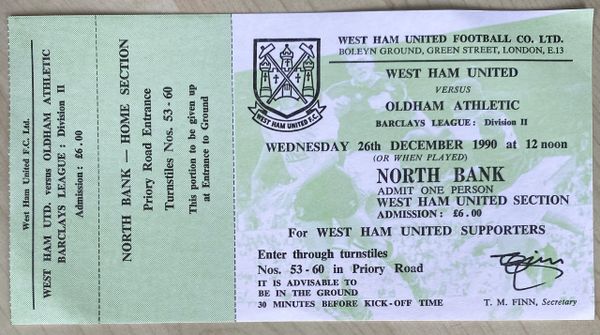 West Ham United F.C. Ltd.
WEST HAM UTD. versus OLDHAM ATHLETIC
BARCLAYS LEAGUE : Division II
Admission : £6.00
NORTH BANK — HOME SECTION
Priory Road Entrance
Turnstiles Nos. 53 - 60
This portion to be given up
at Entrance to Ground
WEST HAM UNITED F.C.
WEST HAM UNITED FOOTBALL CO. LTD.
BOLEYN GROUND, GREEN STREET, LONDON, E.13
WEST HAM UNITED
VERSUS
OLDHAM ATHLETIC
BARCLAYS LEAGUE : Division II
WEDNESDAY 26th DECEMBER 1990 at 12 noon
(OR WHEN PLAYED)
NORTH BANK
ADMIT ONE PERSON
WEST HAM UNITED SECTION
ADMISSION : £6.00
For WEST HAM UNITED SUPPORTERS
Enter through turnstiles
Nos. 53-60 in Priory Road
IT IS ADVISABLE TO
BE IN THE GROUND
30 MINUTES BEFORE KICK-OFF TIME
T. M. FINN, Secretary